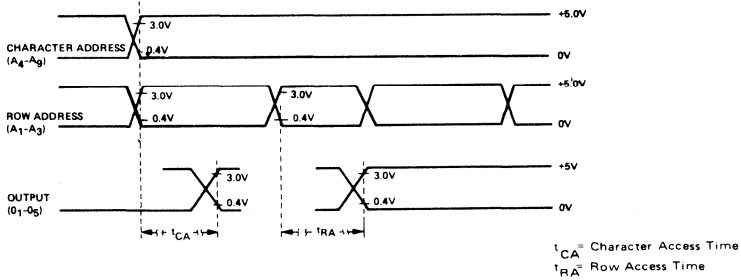 +5.0V
3.0V
CHARACTER ADDRESS
(A4-A9)
0.4V
0V
+5.0V
3.0V
3.0V
ROW ADDRESS
(A1-A3)
0.4V
0.4V
0V
+5V
3.0V
3.0V
OUTPUT
(01-05)
0.4V
0.4V
0V
tCA
tRA
tCA= Character Access Time
tRA= Row Access Time